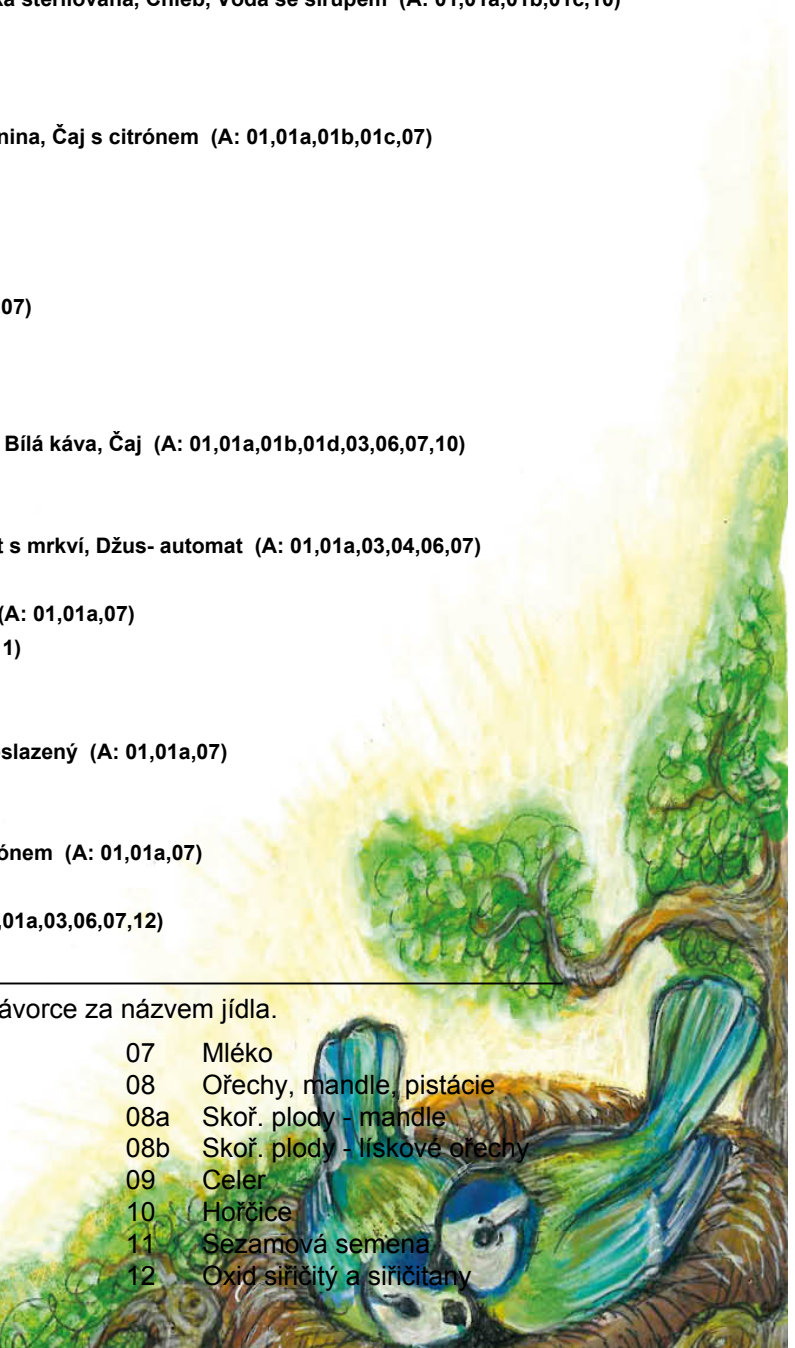 sterilovaná, Chléb, Voda se sirupem (A: 01,01a,01b,01c,10)
nina, Čaj s citrónem (A: 01,01a,01b,01c,07)
07)
Bílá káva, Čaj (A: 01,01a,01b,01d,03,06,07,10)
t s mrkví, Džus- automat (A: 01,01a,03,04,06,07)
(A: 01,01a,07)
1)
slazený (A: 01,01a,07)
ónem (A: 01,01a,07)
,01a,03,06,07,12)
ávorce za názvem jídla.
07 Mléko
08 Ořechy, mandle, pistácie
08a Skoř. plody - mandle
08b Skoř. plody - lískové ořechy
09 Celer
10 Hořčice
11 Sezamová semena
12 Oxid siřičitý a siřičitany